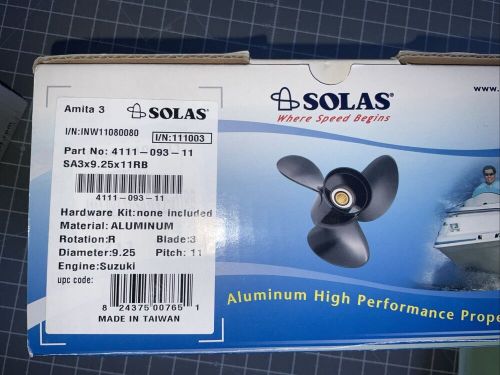 Amita 3 SOLAS®
I/N:INW11080080 I/N:111003
Part No: 4111-093-11
SA3x9.25x11RB
4111-093-11
Hardware Kit:none included
Material: ALUMINUM
Rotation:R Blade:3
Diameter:9.25 Pitch: 11
Engine:Suzuki
upc code:
8 24375 00765 1
MADE IN TAIWAN
SOLAS®
Where Speed Begins
www.
Aluminum High Performance Prope